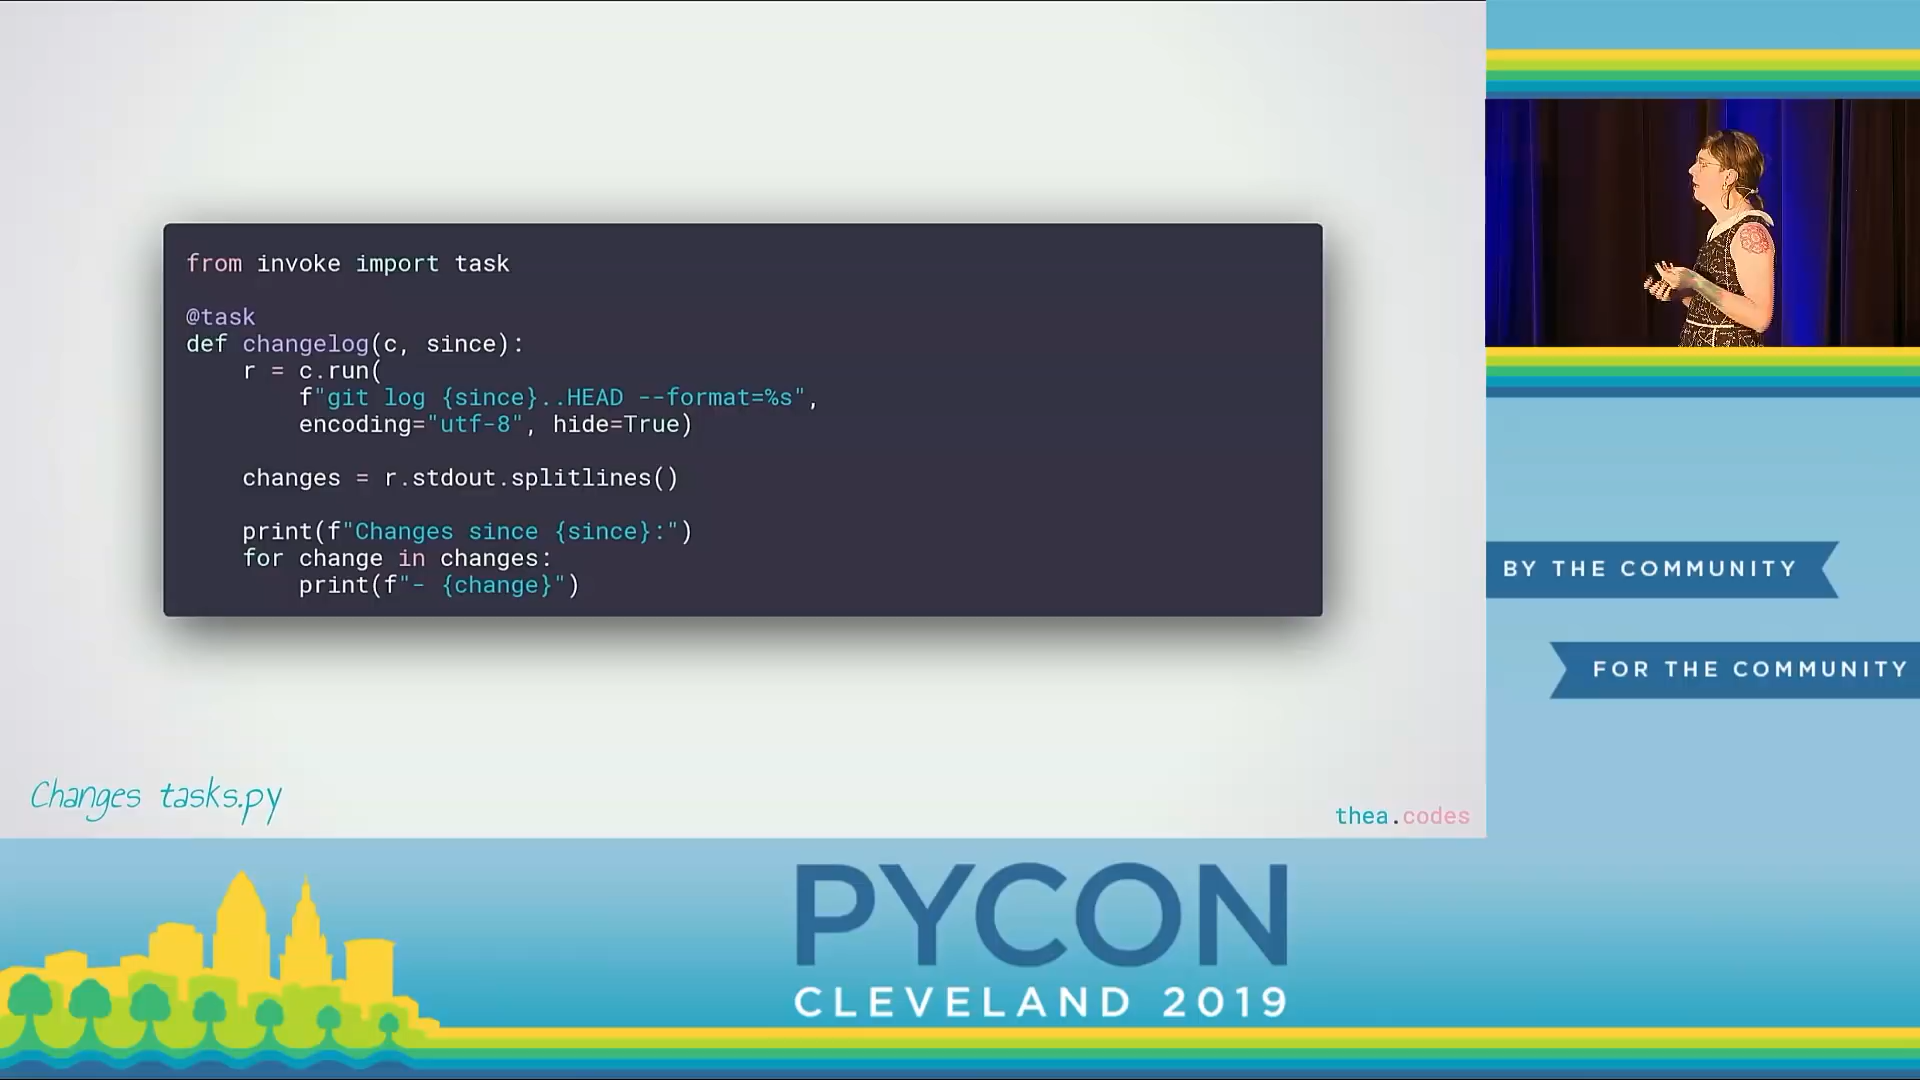 from invoke import task
@task
def changelog(c, since):
    r = c.run(
        f"git log {since}..HEAD --format=%s",
        encoding="utf-8", hide=True)
    changes = r.stdout.splitlines()
    print(f"Changes since {since}:")
    for change in changes:
        print(f"- {change}")
Changes tasks.py
thea.codes
BY THE COMMUNITY
FOR THE COMMUNITY
PYCON
CLEVELAND 2019